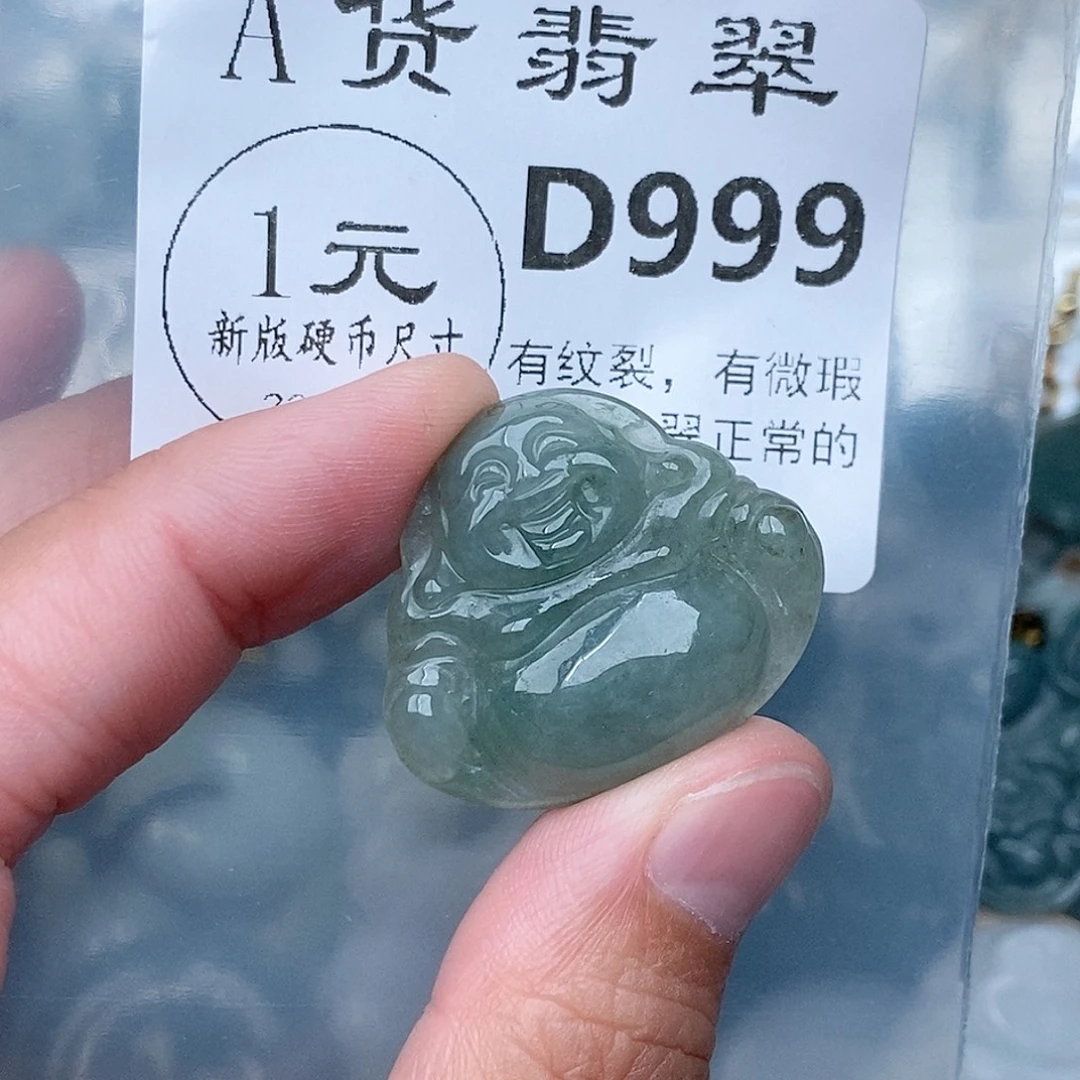 A货翡翠
1元
D999
新版硬币尺寸
有纹裂，有微瑕
翠正常的